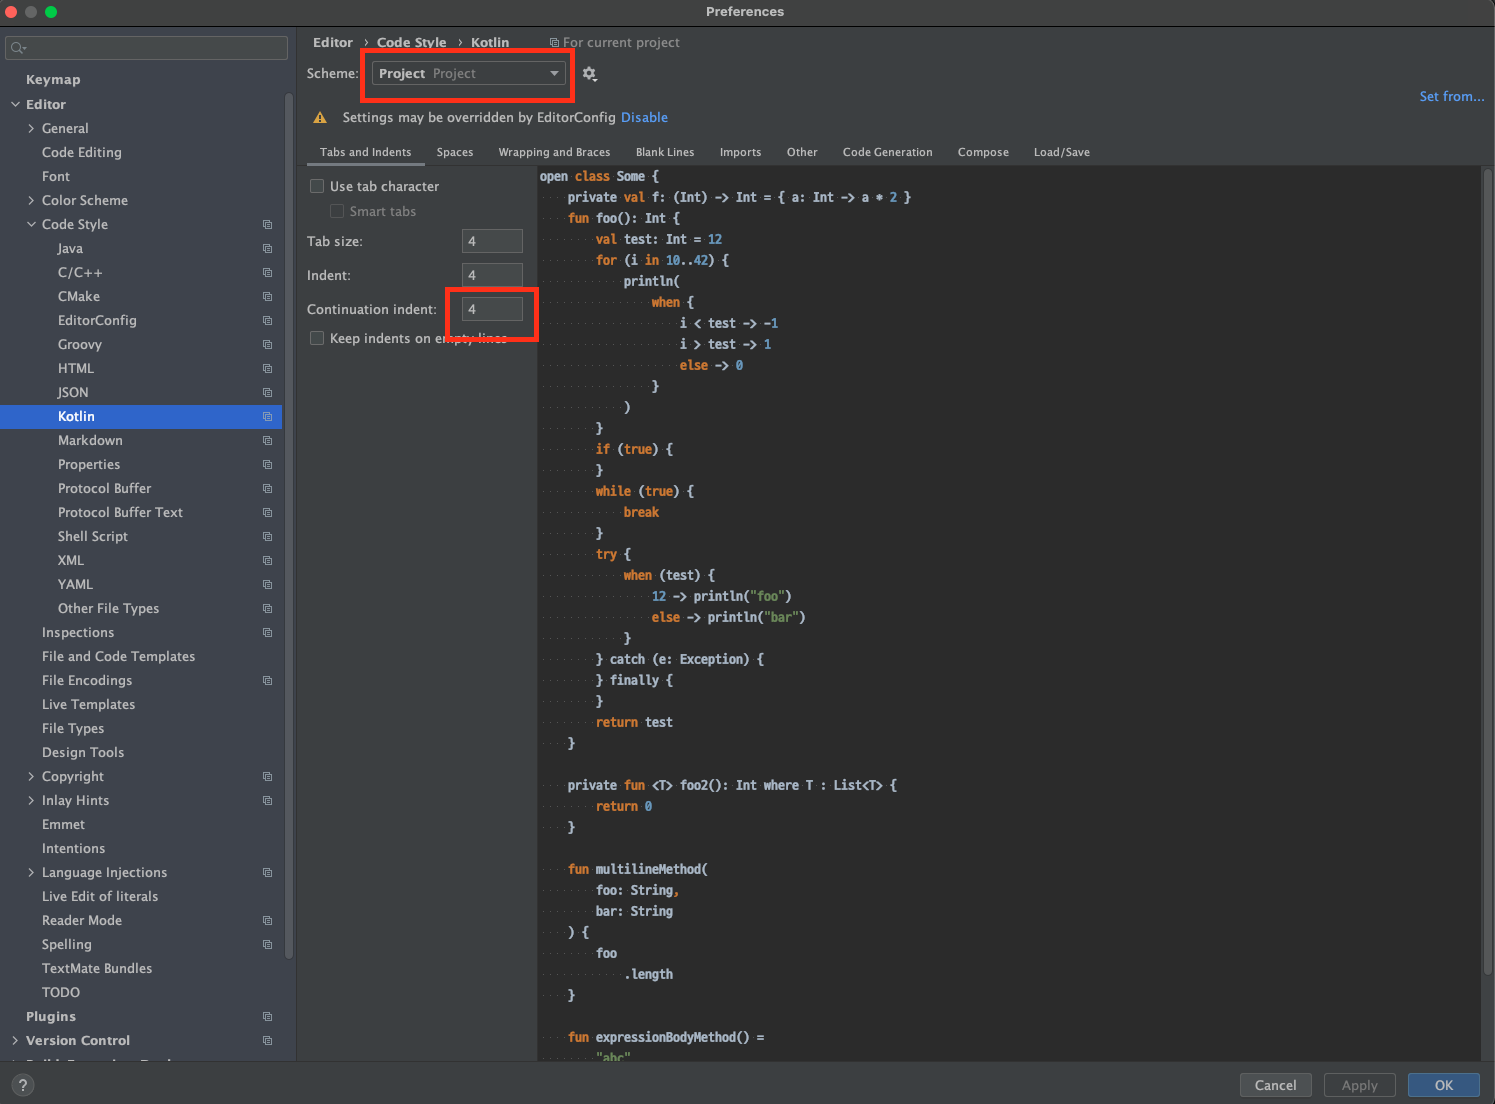 Preferences
Keymap
Editor
General
Code Editing
Font
Color Scheme
Code Style
Java
C/C++
CMake
EditorConfig
Groovy
HTML
JSON
Kotlin
Markdown
Properties
Protocol Buffer
Protocol Buffer Text
Shell Script
XML
YAML
Other File Types
Inspections
File and Code Templates
File Encodings
Live Templates
File Types
Design Tools
Copyright
Inlay Hints
Emmet
Intentions
Language Injections
Live Edit of literals
Reader Mode
Spelling
TextMate Bundles
TODO
Plugins
Version Control
Editor › Code Style › Kotlin For current project
Scheme: Project Project
Set from...
Settings may be overridden by EditorConfig Disable
Tabs and Indents Spaces Wrapping and Braces Blank Lines Imports Other Code Generation Compose Load/Save
Use tab character
Smart tabs
Tab size: 4
Indent: 4
Continuation indent: 4
Keep indents on empty lines
open class Some {
private val f: (Int) -> Int = { a: Int -> a * 2 }
fun foo(): Int {
val test: Int = 12
for (i in 10..42) {
println(
when {
i < test -> -1
i > test -> 1
else -> 0
}
)
}
if (true) {
}
while (true) {
break
}
try {
when (test) {
12 -> println("foo")
else -> println("bar")
}
} catch (e: Exception) {
} finally {
}
return test
}
private fun <T> foo2(): Int where T : List<T> {
return 0
}
fun multilineMethod(
foo: String,
bar: String
) {
foo
.length
}
fun expressionBodyMethod() =
"abc"
?
Cancel Apply OK